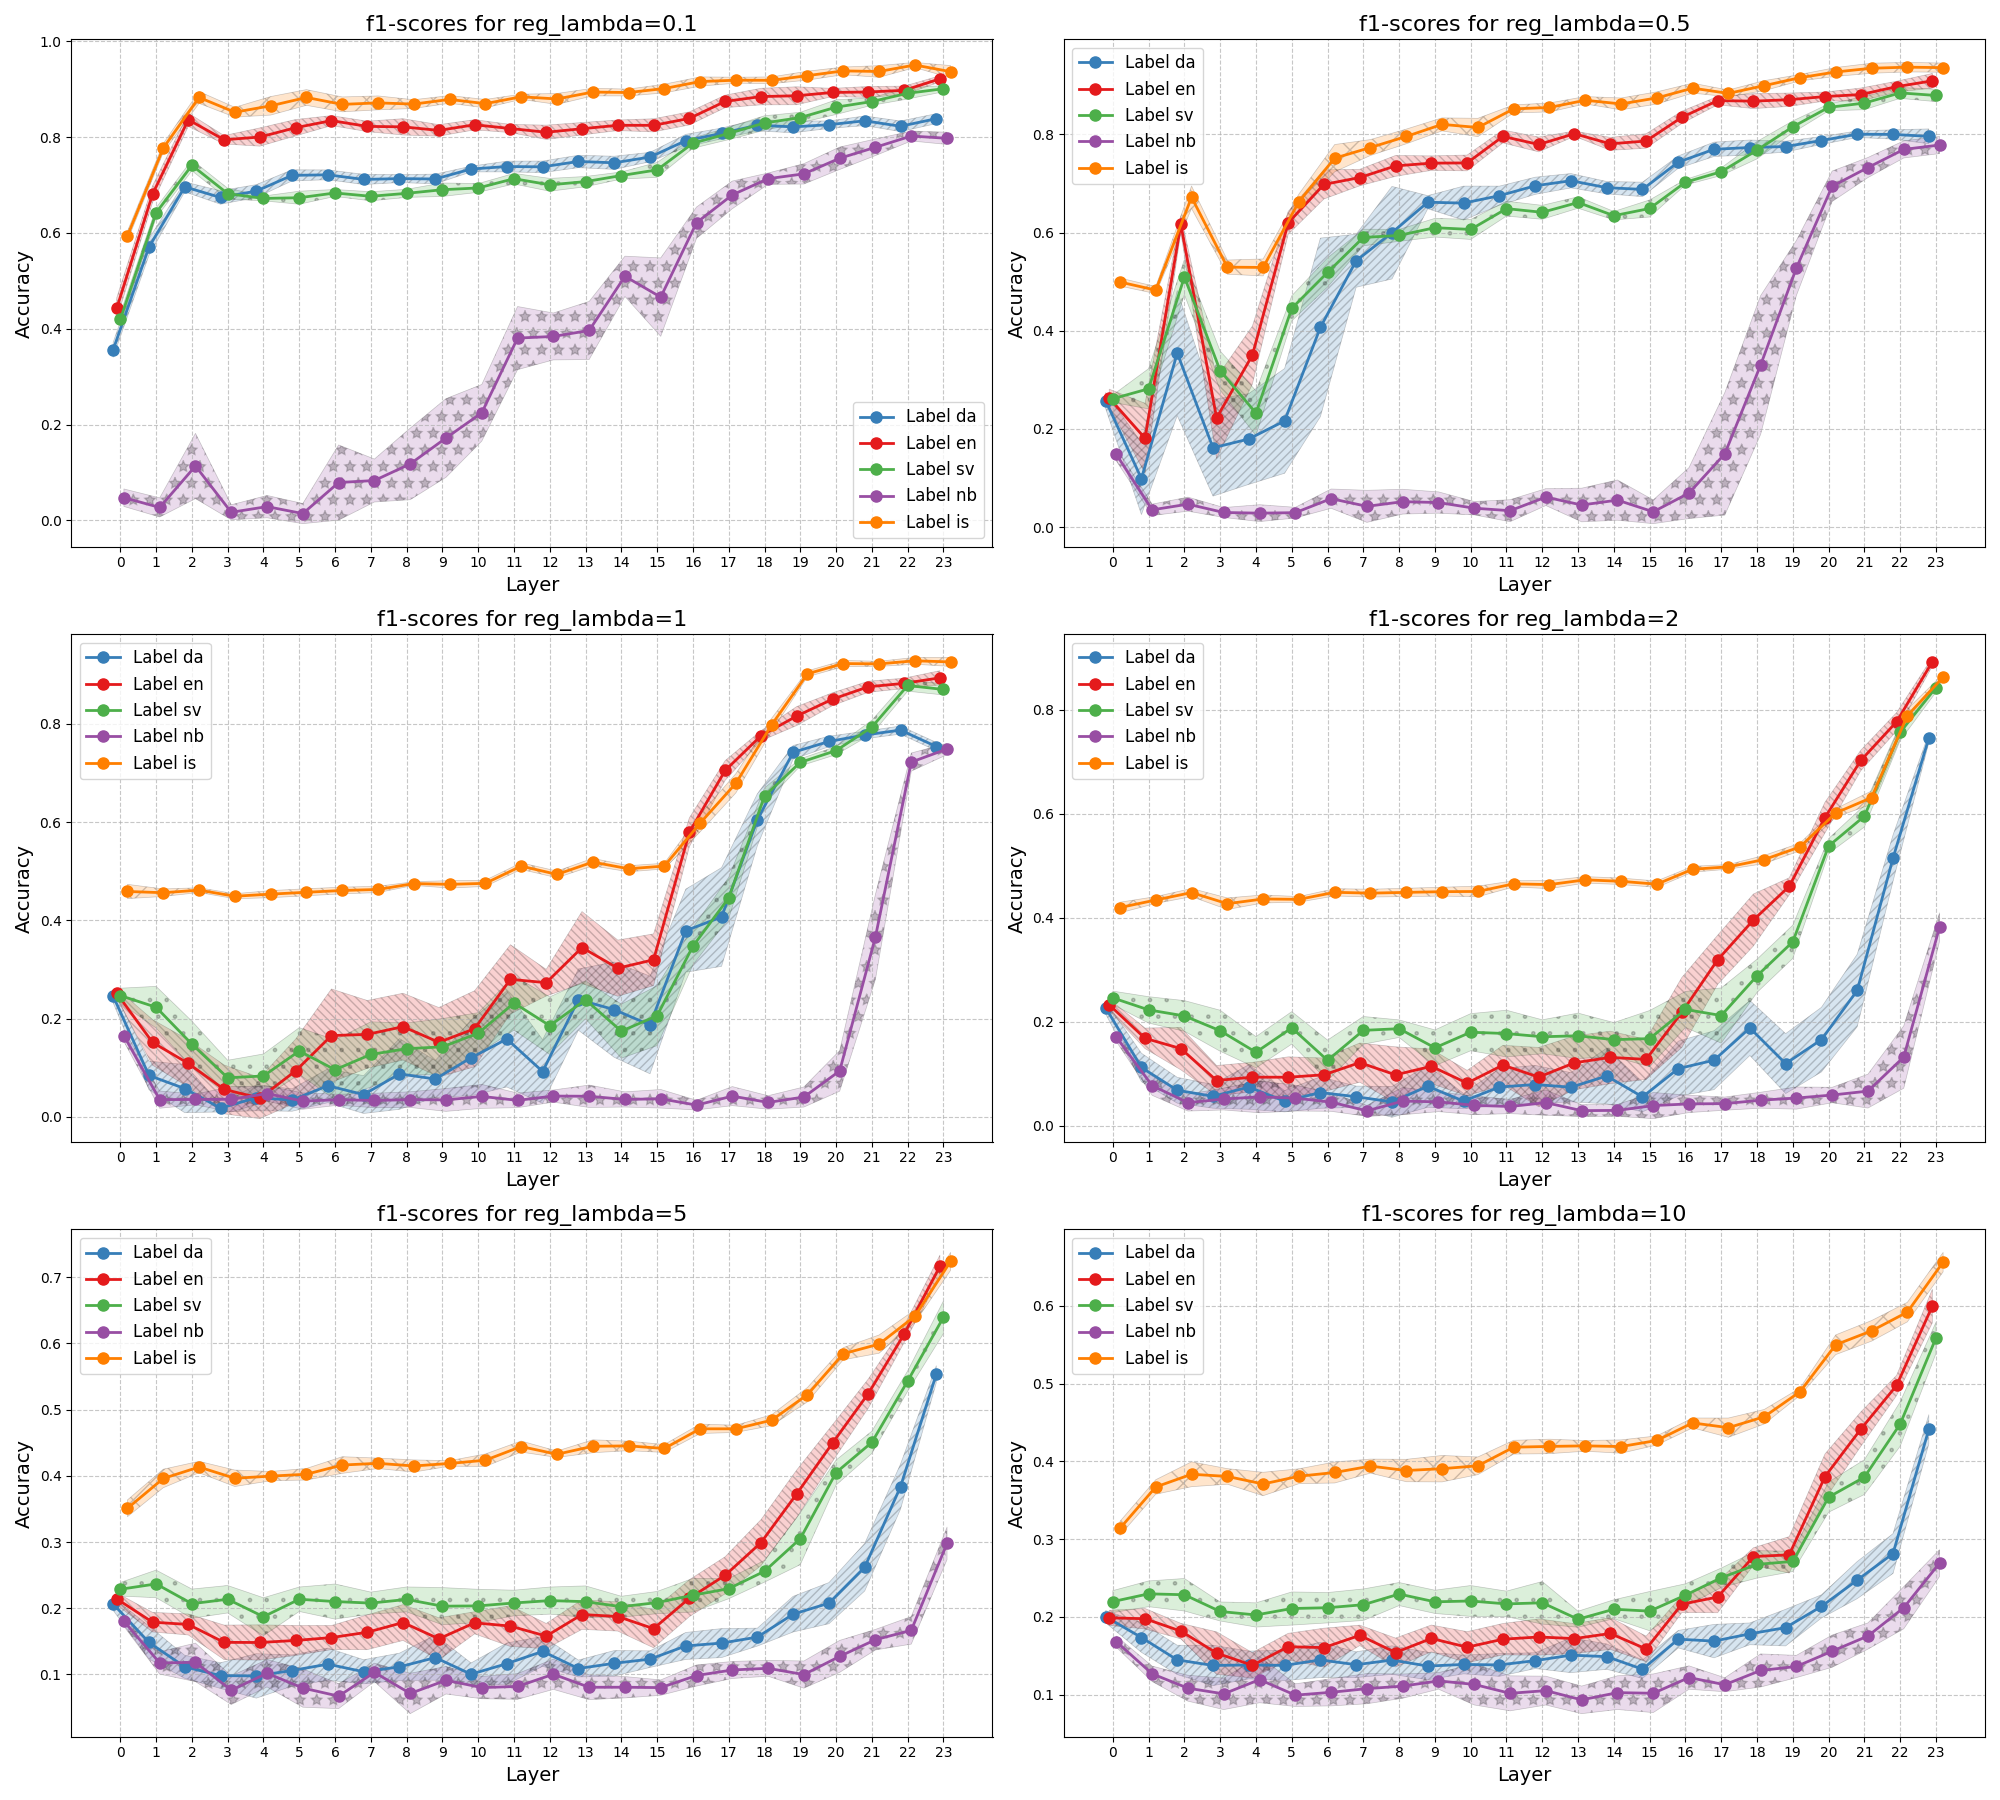 f1-scores for reg_lambda=0.1
1.0
0.8
0.6
0.4
0.2
0.0
Accuracy
Label da
Label en
Label sv
Label nb
Label is
0 1 2 3 4 5 6 7 8 9 10 11 12 13 14 15 16 17 18 19 20 21 22 23
Layer
f1-scores for reg_lambda=0.5
0.8
0.6
0.4
0.2
0.0
Accuracy
Label da
Label en
Label sv
Label nb
Label is
0 1 2 3 4 5 6 7 8 9 10 11 12 13 14 15 16 17 18 19 20 21 22 23
Layer
f1-scores for reg_lambda=1
0.8
0.6
0.4
0.2
0.0
Accuracy
Label da
Label en
Label sv
Label nb
Label is
0 1 2 3 4 5 6 7 8 9 10 11 12 13 14 15 16 17 18 19 20 21 22 23
Layer
f1-scores for reg_lambda=2
0.8
0.6
0.4
0.2
0.0
Accuracy
Label da
Label en
Label sv
Label nb
Label is
0 1 2 3 4 5 6 7 8 9 10 11 12 13 14 15 16 17 18 19 20 21 22 23
Layer
f1-scores for reg_lambda=5
0.7
0.6
0.5
0.4
0.3
0.2
0.1
Accuracy
Label da
Label en
Label sv
Label nb
Label is
0 1 2 3 4 5 6 7 8 9 10 11 12 13 14 15 16 17 18 19 20 21 22 23
Layer
f1-scores for reg_lambda=10
0.6
0.5
0.4
0.3
0.2
0.1
Accuracy
Label da
Label en
Label sv
Label nb
Label is
0 1 2 3 4 5 6 7 8 9 10 11 12 13 14 15 16 17 18 19 20 21 22 23
Layer